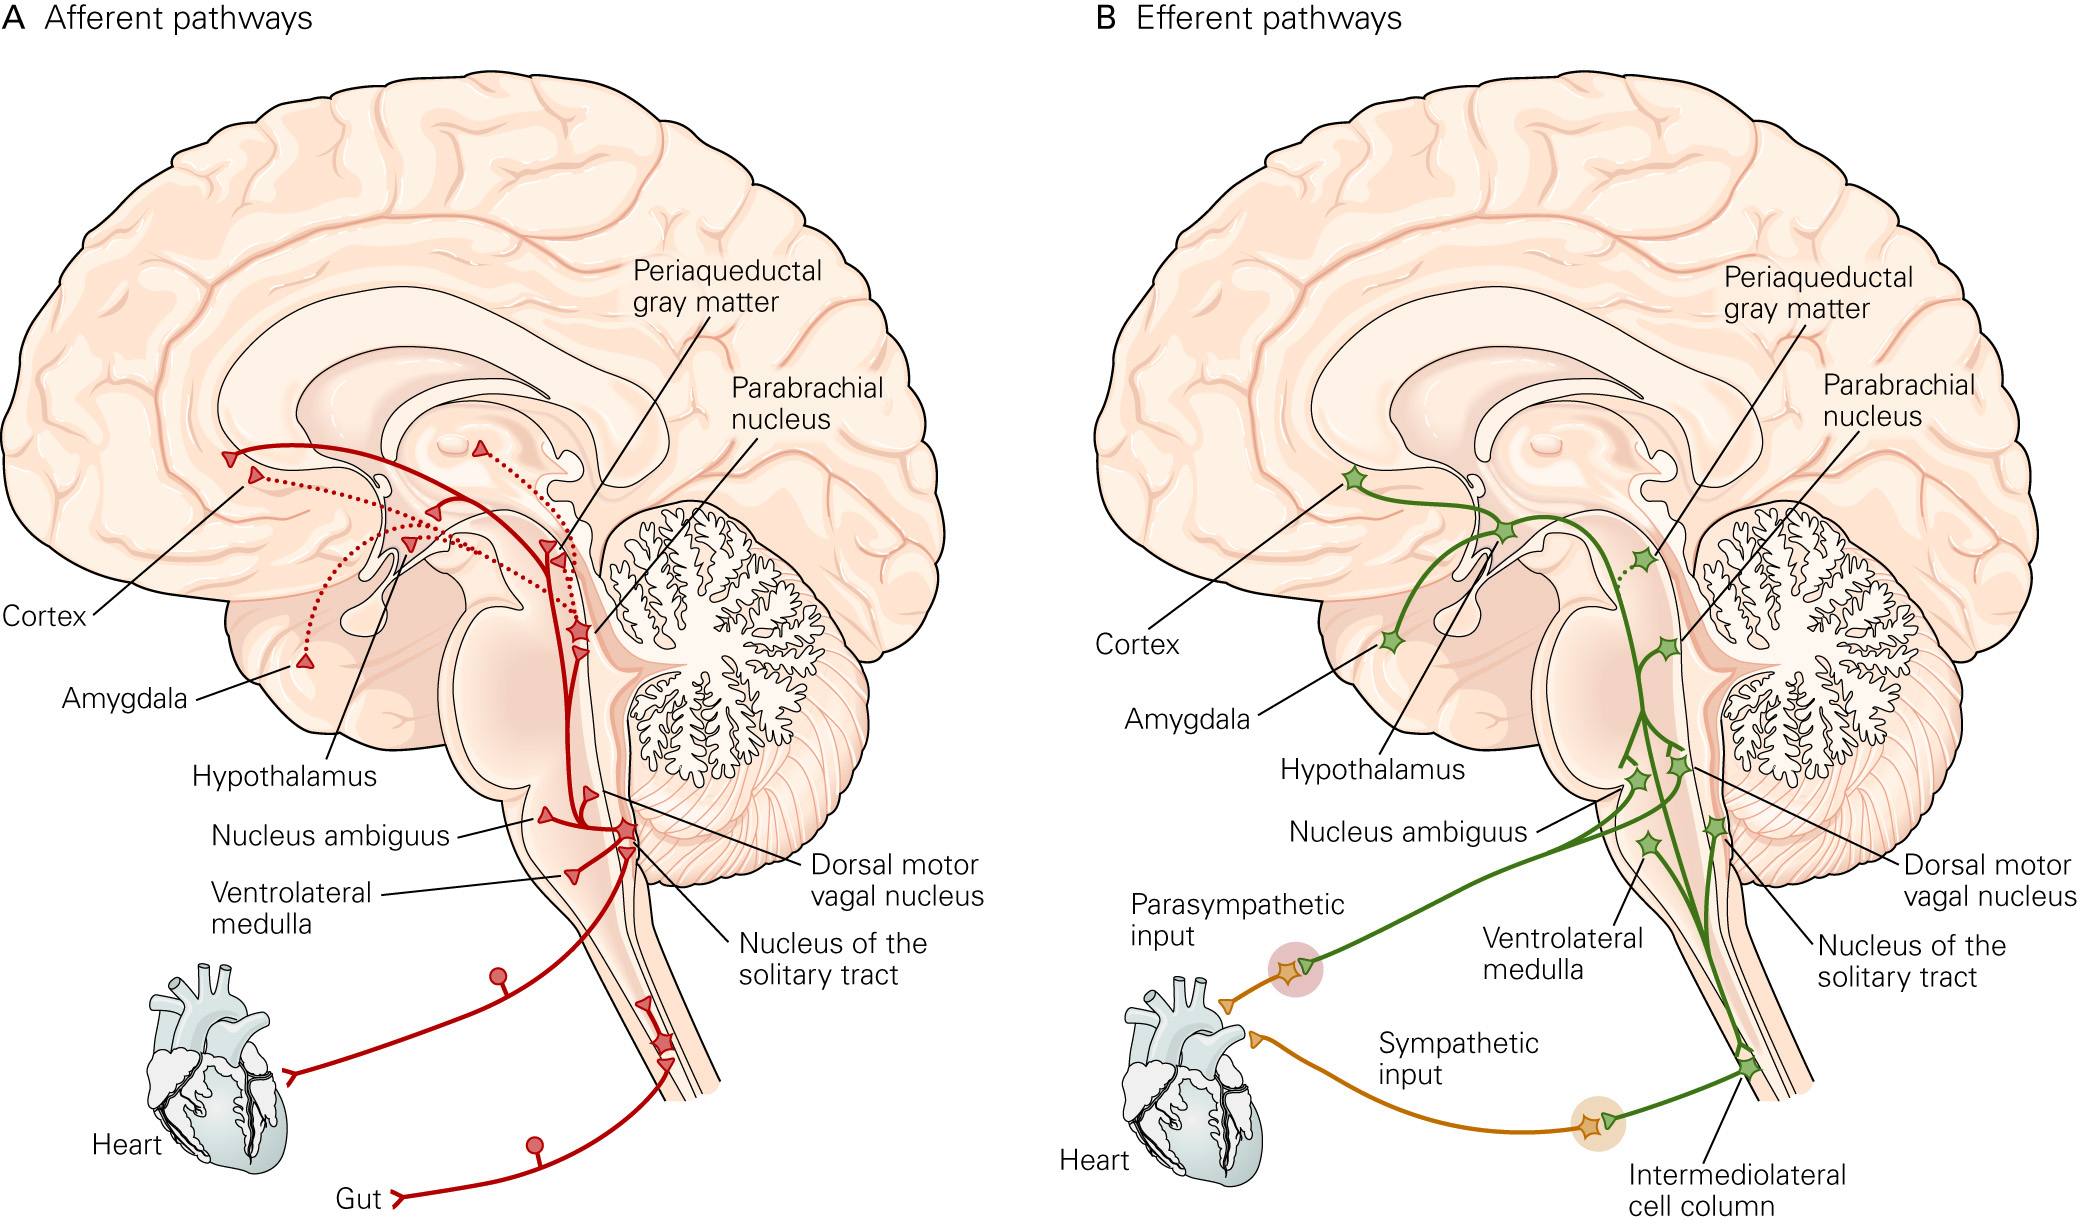 A Afferent pathways
Periaqueductal
gray matter
Parabrachial
nucleus
Cortex
Amygdala
Hypothalamus
Nucleus ambiguus
Ventrolateral
medulla
Dorsal motor
vagal nucleus
Nucleus of the
solitary tract
Heart
Gut
B Efferent pathways
Periaqueductal
gray matter
Parabrachial
nucleus
Cortex
Amygdala
Hypothalamus
Nucleus ambiguus
Dorsal motor
vagal nucleus
Parasympathetic
input
Ventrolateral
medulla
Nucleus of the
solitary tract
Sympathetic
input
Heart
Intermediolateral
cell column